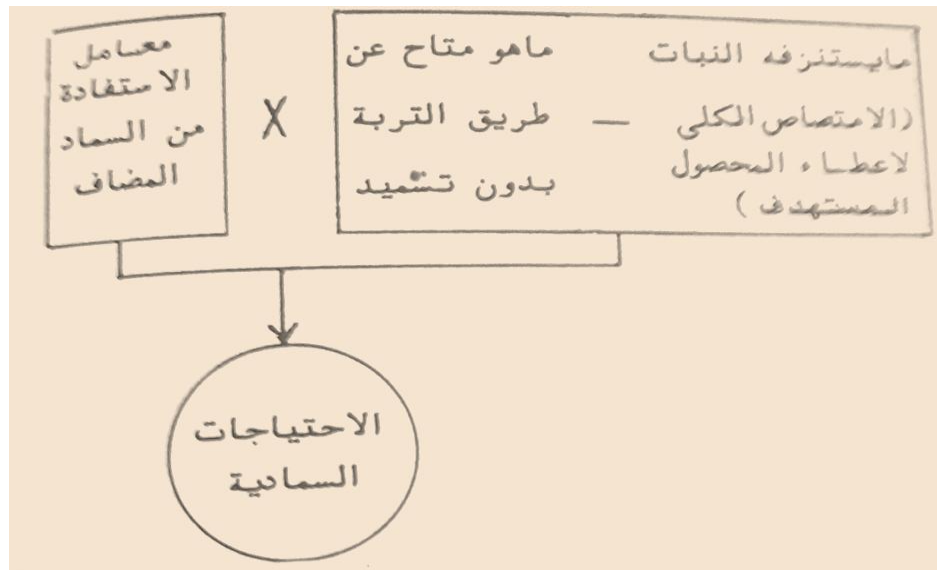 مايستنزفه النبات
(الامتصاص الكلى
لاعطاء المحصول
المستهدف)
—
ماهو متاح عن
طريق التربة
بدون تسميد
X
معامل
الاستفادة
من السماد
المضاف
الاحتياجات
السمادية